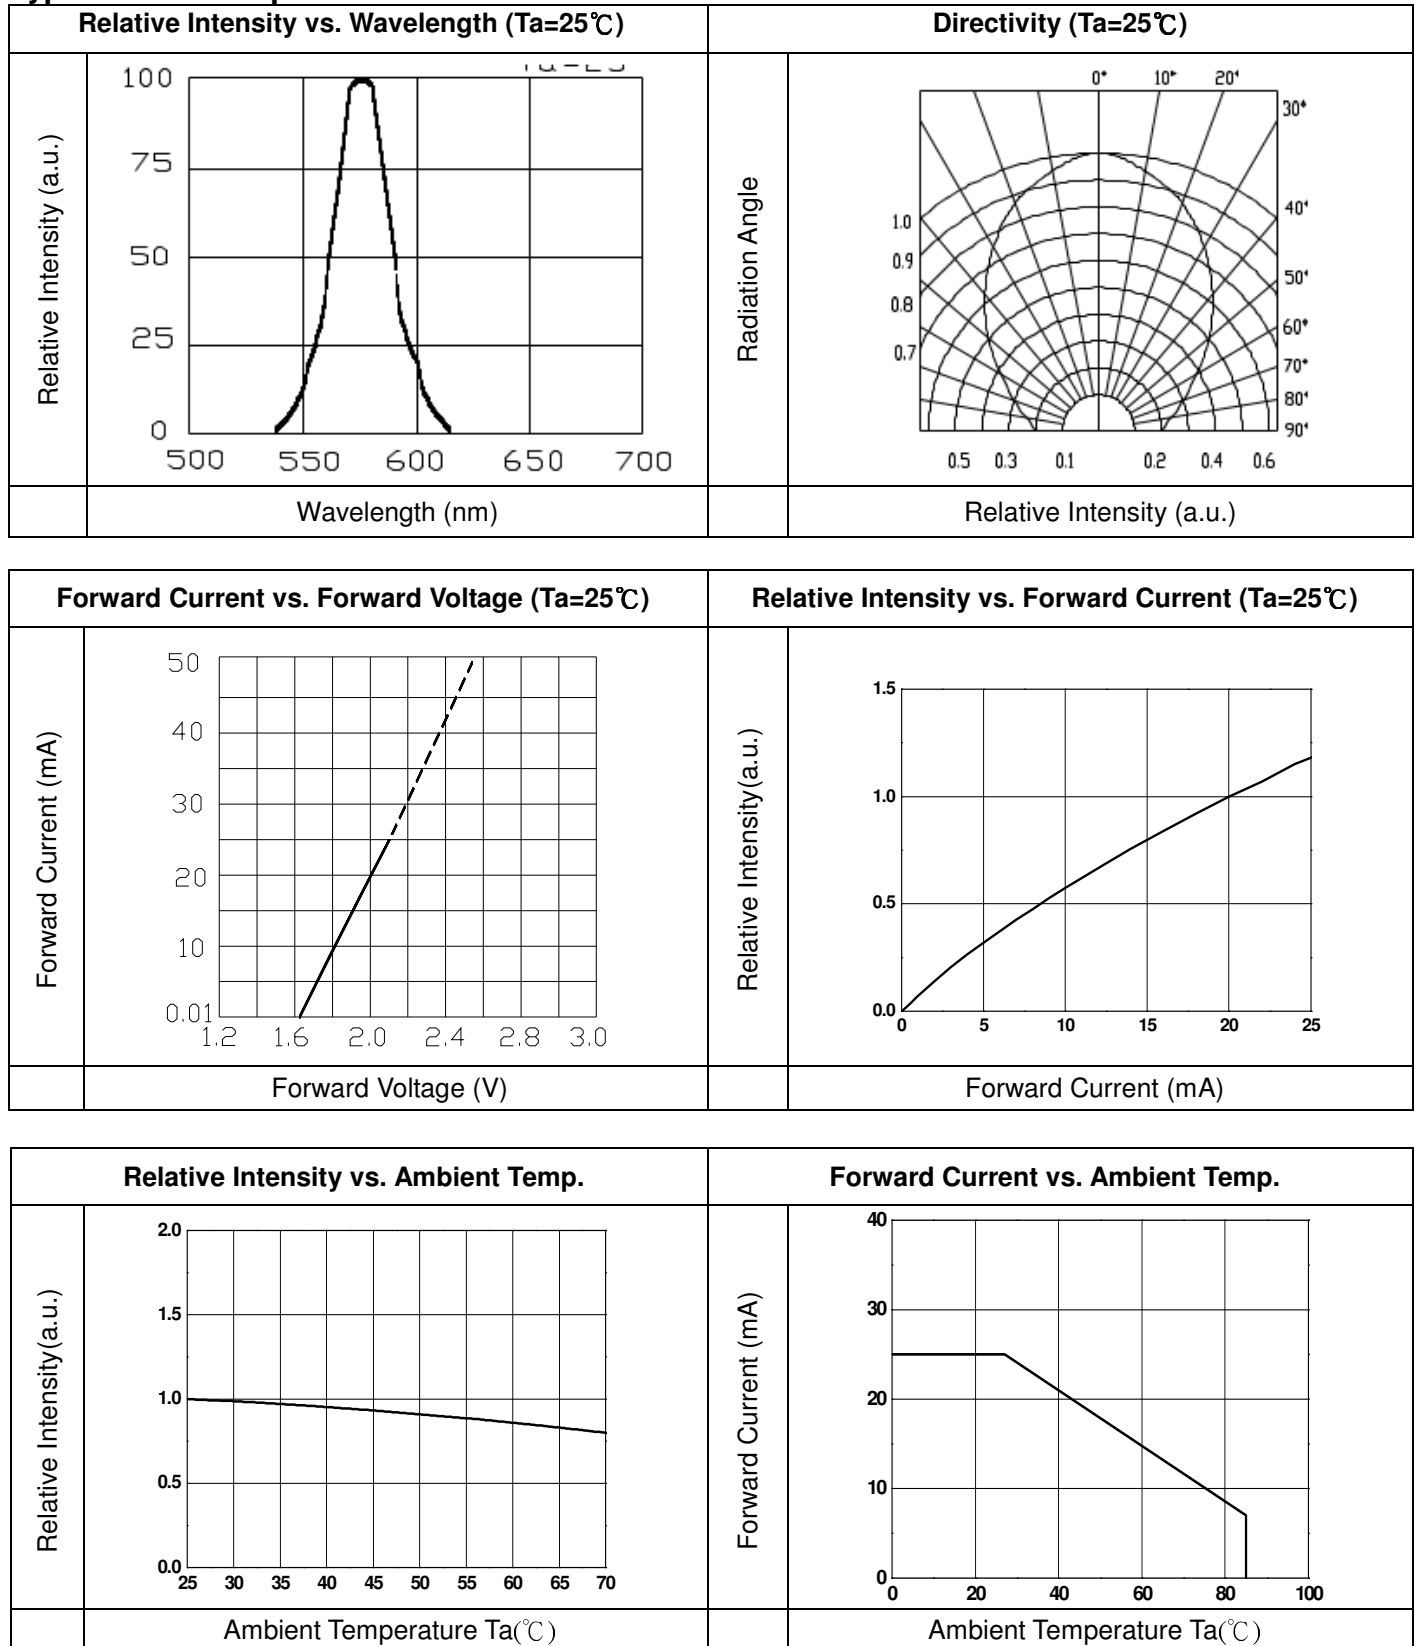 Relative Intensity vs. Wavelength (Ta=25℃)
Directivity (Ta=25℃)
Relative Intensity (a.u.)
100
75
50
25
0
500 550 600 650 700
Wavelength (nm)
Radiation Angle
0° 10° 20°
30°
40°
50°
60°
70°
80°
90°
1.0
0.9
0.8
0.7
0.5 0.3 0.1 0.2 0.4 0.6
Relative Intensity (a.u.)
Forward Current vs. Forward Voltage (Ta=25℃)
Relative Intensity vs. Forward Current (Ta=25℃)
Forward Current (mA)
50
40
30
20
10
0.01
1.2 1.6 2.0 2.4 2.8 3.0
Forward Voltage (V)
Relative Intensity(a.u.)
1.5
1.0
0.5
0.0
0 5 10 15 20 25
Forward Current (mA)
Relative Intensity vs. Ambient Temp.
Forward Current vs. Ambient Temp.
Relative Intensity(a.u.)
2.0
1.5
1.0
0.5
0.0
25 30 35 40 45 50 55 60 65 70
Ambient Temperature Ta(℃)
Forward Current (mA)
40
30
20
10
0
0 20 40 60 80 100
Ambient Temperature Ta(℃)